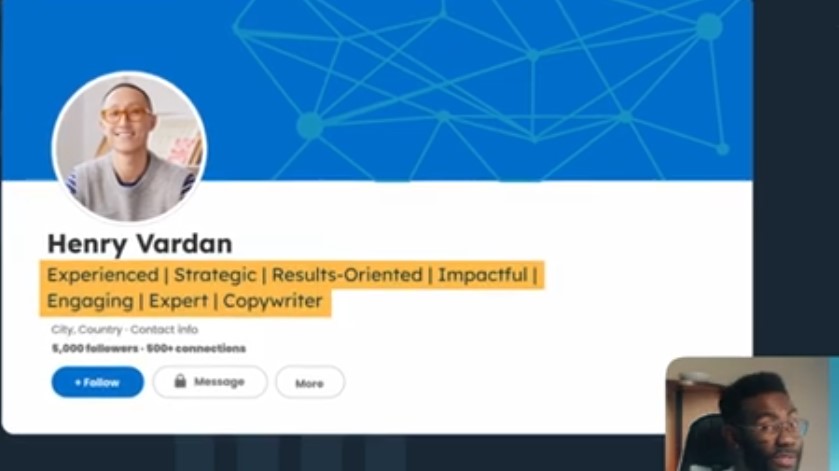 Henry Vardan
Experienced | Strategic | Results-Oriented | Impactful |
Engaging | Expert | Copywriter
City, Country · Contact info
5,000 followers · 500+ connections
+ Follow
Message
More